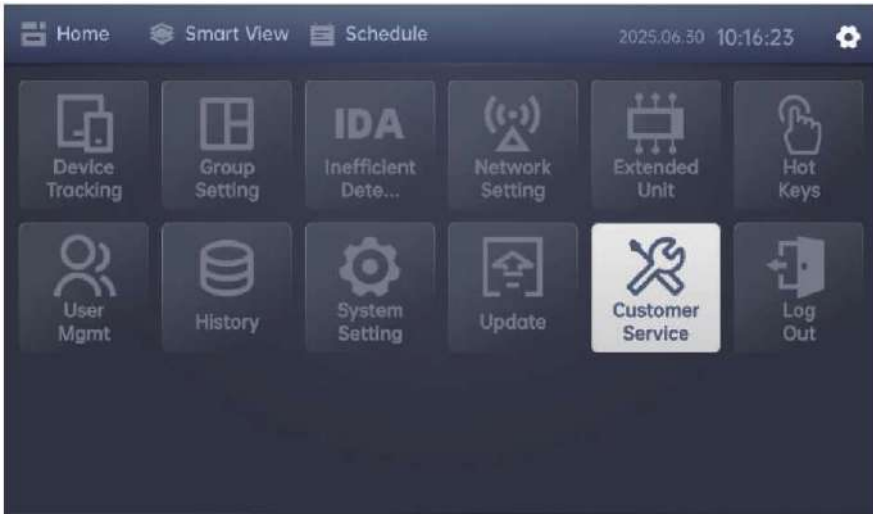 Home Smart View Schedule 2025.06.30 10:16:23
Device
Tracking
Group
Setting
IDA
Inefficient
Dete...
Network
Setting
Extended
Unit
Hot
Keys
User
Mgmt
History
System
Setting
Update
Customer
Service
Log
Out